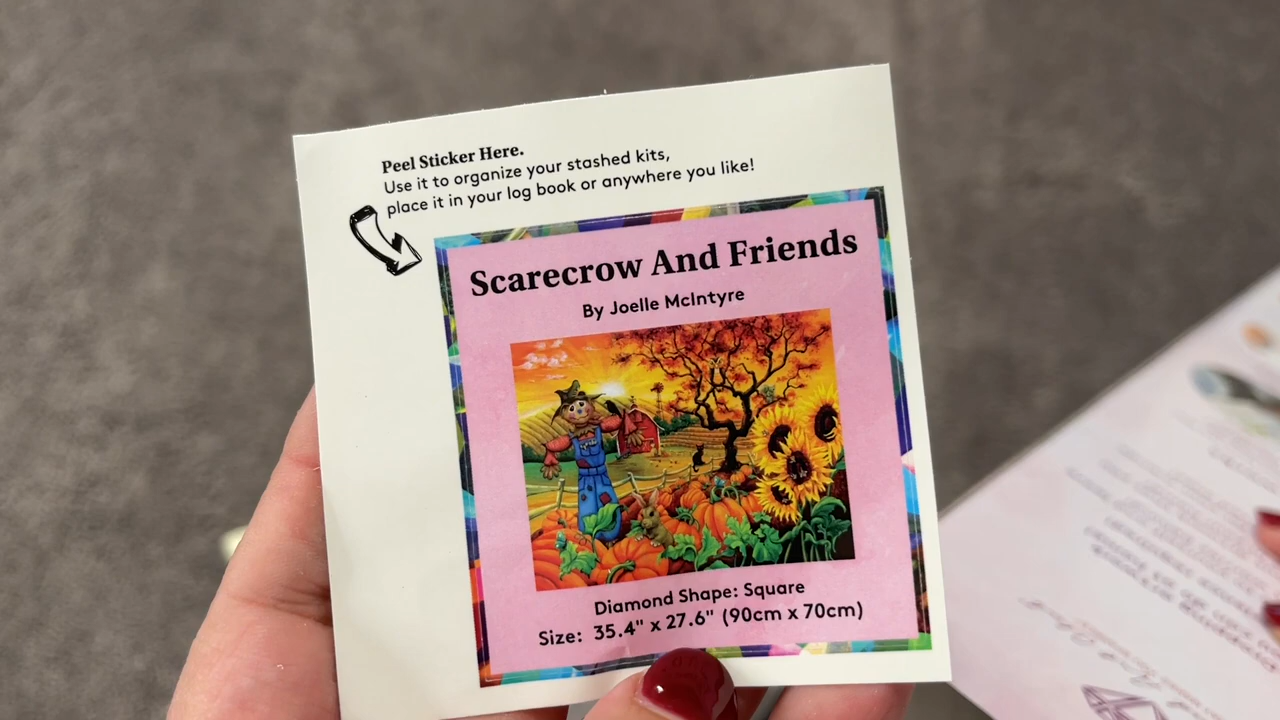 Peel Sticker Here.
Use it to organize your stashed kits,
place it in your log book or anywhere you like!
Scarecrow And Friends
By Joelle McIntyre
Diamond Shape: Square
Size: 35.4" x 27.6" (90cm x 70cm)